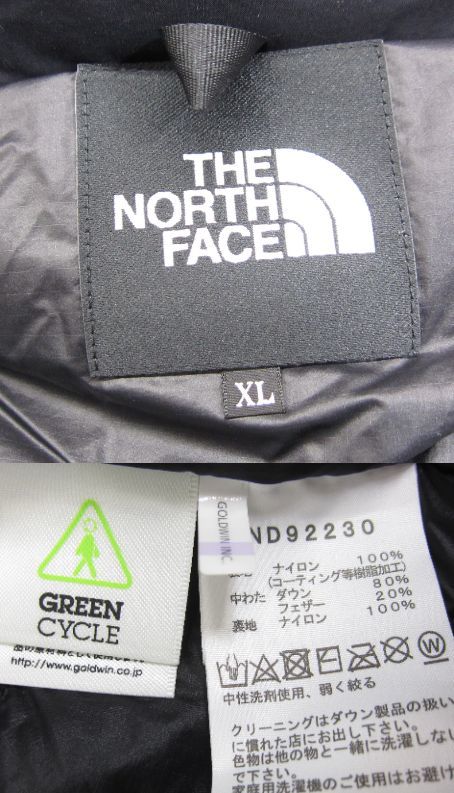 THE
NORTH
FACE
XL
GREEN
CYCLE
http://www.goldwin.co.jp
GOLDWIN INC
ND92230
ナイロン 100%
(コーティング等樹脂加工)
中わた ダウン 80%
フェザー 20%
裏地 ナイロン 100%
W
中性洗剤使用、弱く絞る
クリーニングはダウン製品の扱い
に慣れた店にお出し下さい。
色物は他の物と一緒に洗濯しない
で下さい。
家庭用洗濯機のご使用はお避け